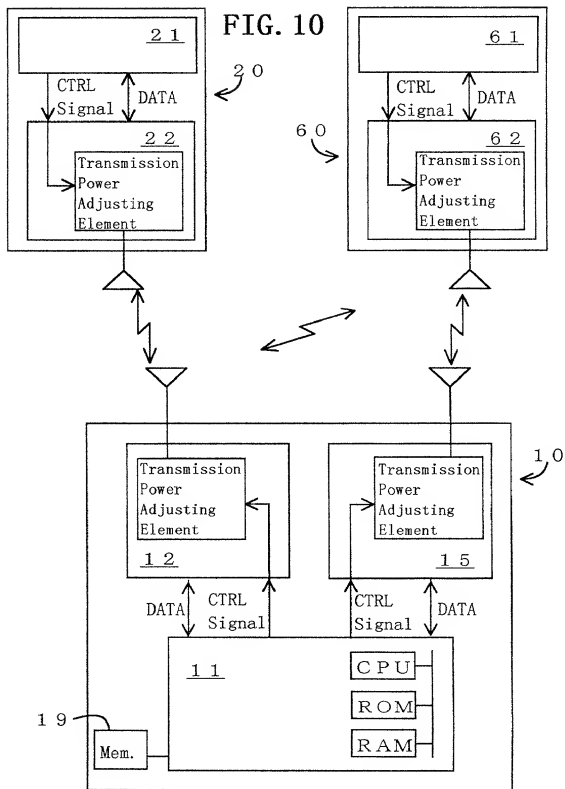 FIG. 10
21
CTRL
Signal
DATA
20
22
Transmission
Power
Adjusting
Element
61
CTRL
Signal
DATA
60
62
Transmission
Power
Adjusting
Element
10
Transmission
Power
Adjusting
Element
12
Transmission
Power
Adjusting
Element
15
DATA
CTRL
Signal
CTRL
Signal
DATA
11
CPU
ROM
RAM
19
Mem.